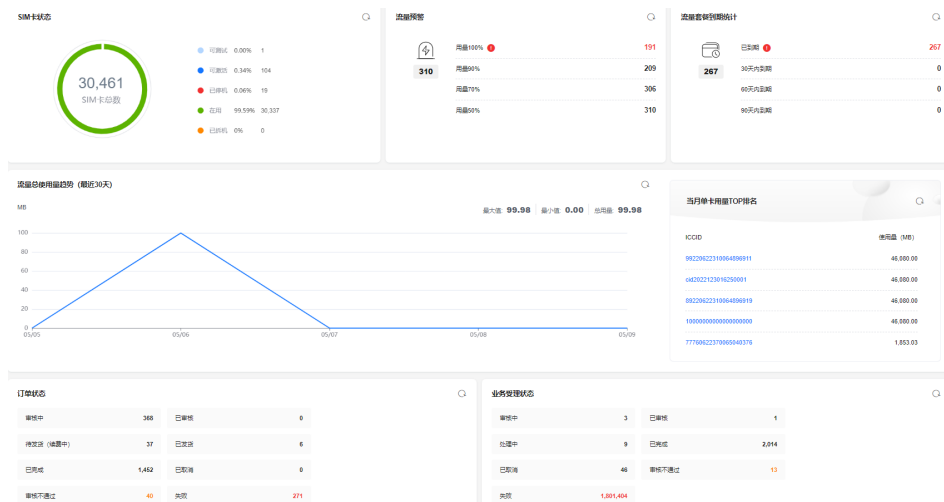 SIM卡状态
30,461
SIM卡总数
可测试 0.00% 1
可激活 0.34% 104
已停机 0.06% 19
在用 99.59% 30,337
已拆机 0% 0
流量预警
310
用量100% 191
用量90% 209
用量70% 306
用量50% 310
流量套餐到期统计
267
已到期 267
30天内到期 0
60天内到期 0
90天内到期 0
流量总使用量趋势 (最近30天)
MB
最大值: 99.98 最小值: 0.00 总用量: 99.98
100
80
60
40
20
0
05/05 05/06 05/07 05/08 05/09
当月单卡用量TOP排名
ICCID 使用量 (MB)
99220622310064896911 46,080.00
cid2022123016250001 46,080.00
89220622310064896919 46,080.00
10000000000000000000 46,080.00
77760622370065040376 1,853.03
订单状态
审核中 368 已审核 0
待发货 (续费中) 37 已发货 6
已完成 1,452 已取消 0
审核不通过 40 失败 271
业务受理状态
审核中 3 已审核 1
处理中 9 已完成 2,014
已取消 46 审核不通过 13
失败 1,801,404